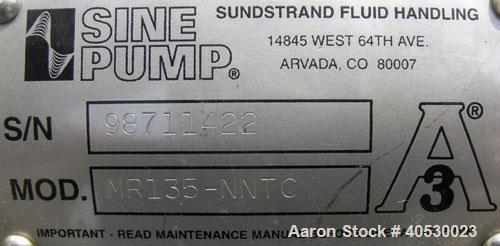 SINE PUMP®
SUNDSTRAND FLUID HANDLING
14845 WEST 64TH AVE.
ARVADA, CO 80007
S/N 98711422
MOD. MR135-NNTC
A®
3
IMPORTANT - READ MAINTENANCE MANUAL
Aaron Stock # 40530023